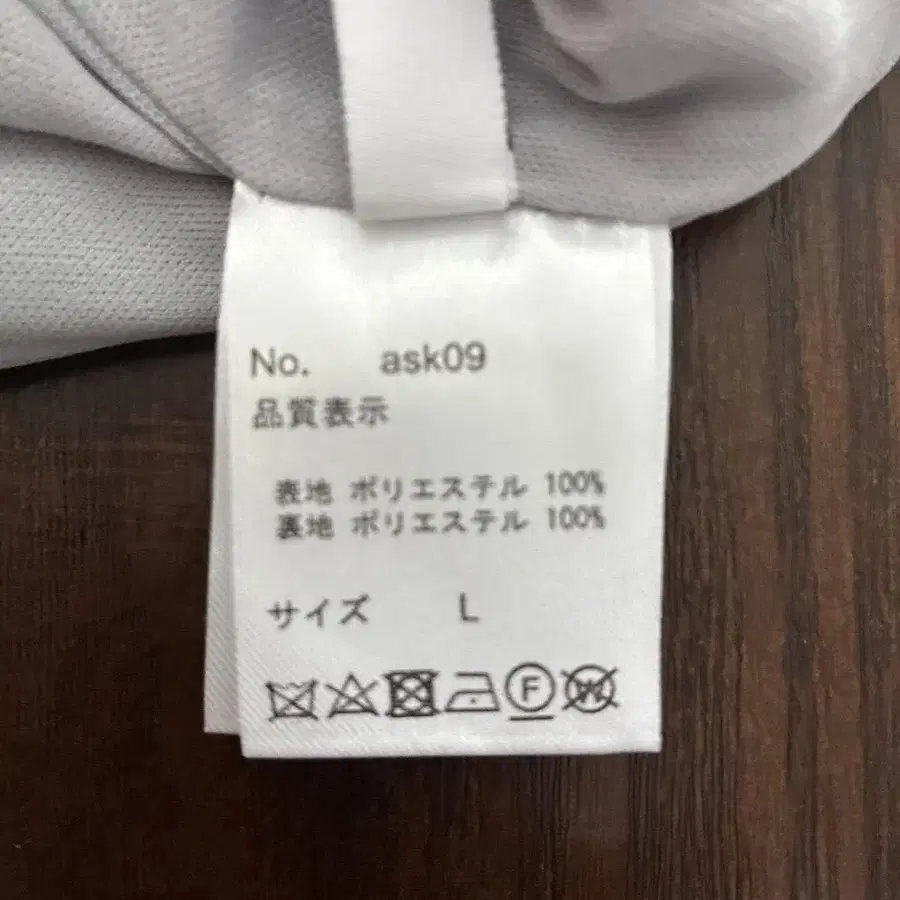 No. ask09
品質表示
表地 ポリエステル 100%
裏地 ポリエステル 100%
サイズ L
F W